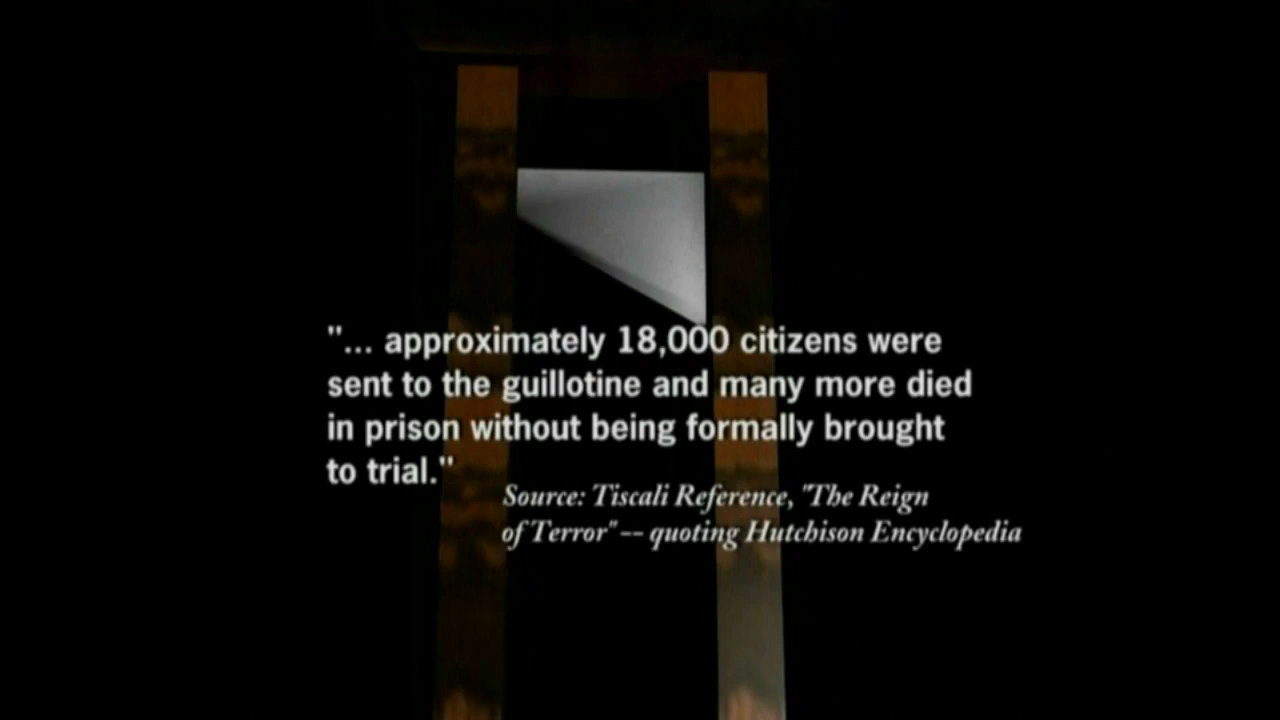 "... approximately 18,000 citizens were
sent to the guillotine and many more died
in prison without being formally brought
to trial."
Source: Tiscali Reference, "The Reign
of Terror" -- quoting Hutchison Encyclopedia